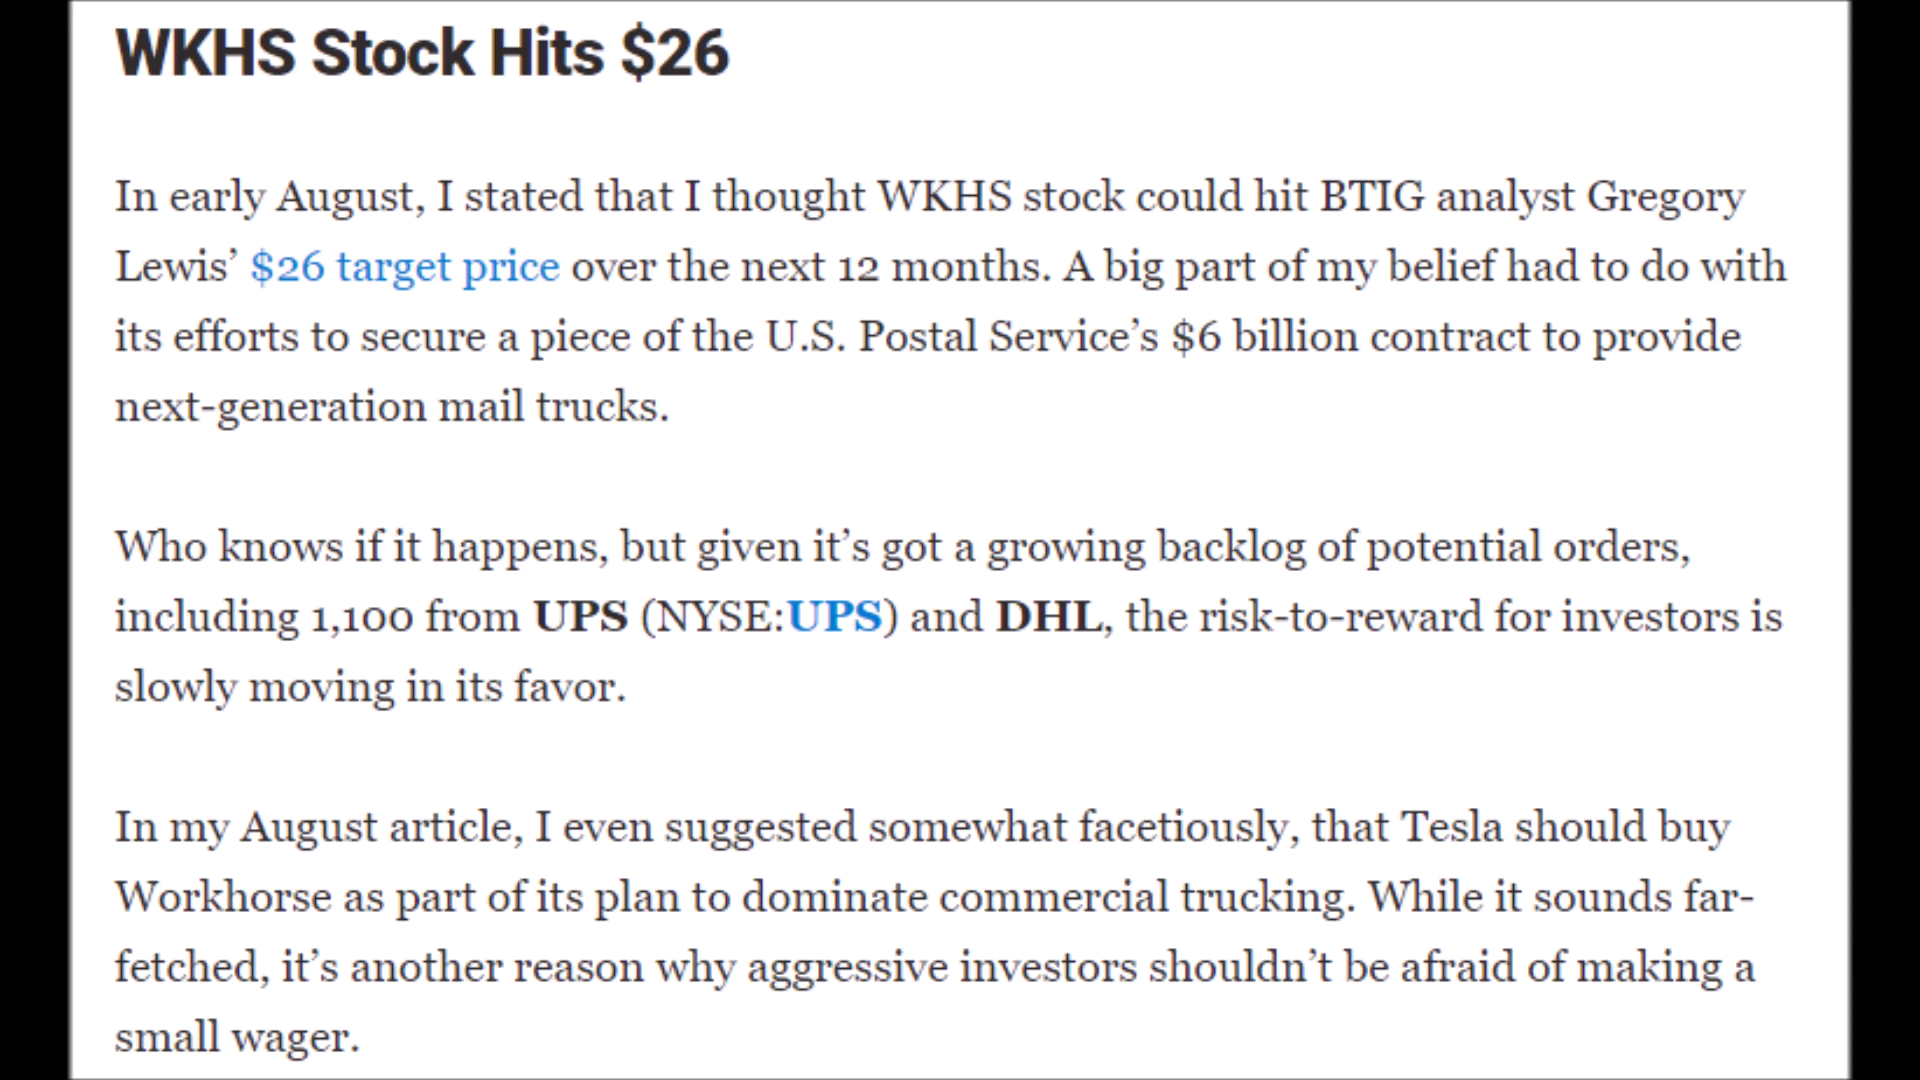 WKHS Stock Hits $26
In early August, I stated that I thought WKHS stock could hit BTIG analyst Gregory
Lewis’ $26 target price over the next 12 months. A big part of my belief had to do with
its efforts to secure a piece of the U.S. Postal Service’s $6 billion contract to provide
next-generation mail trucks.
Who knows if it happens, but given it’s got a growing backlog of potential orders,
including 1,100 from UPS (NYSE:UPS) and DHL, the risk-to-reward for investors is
slowly moving in its favor.
In my August article, I even suggested somewhat facetiously, that Tesla should buy
Workhorse as part of its plan to dominate commercial trucking. While it sounds far-
fetched, it’s another reason why aggressive investors shouldn’t be afraid of making a
small wager.